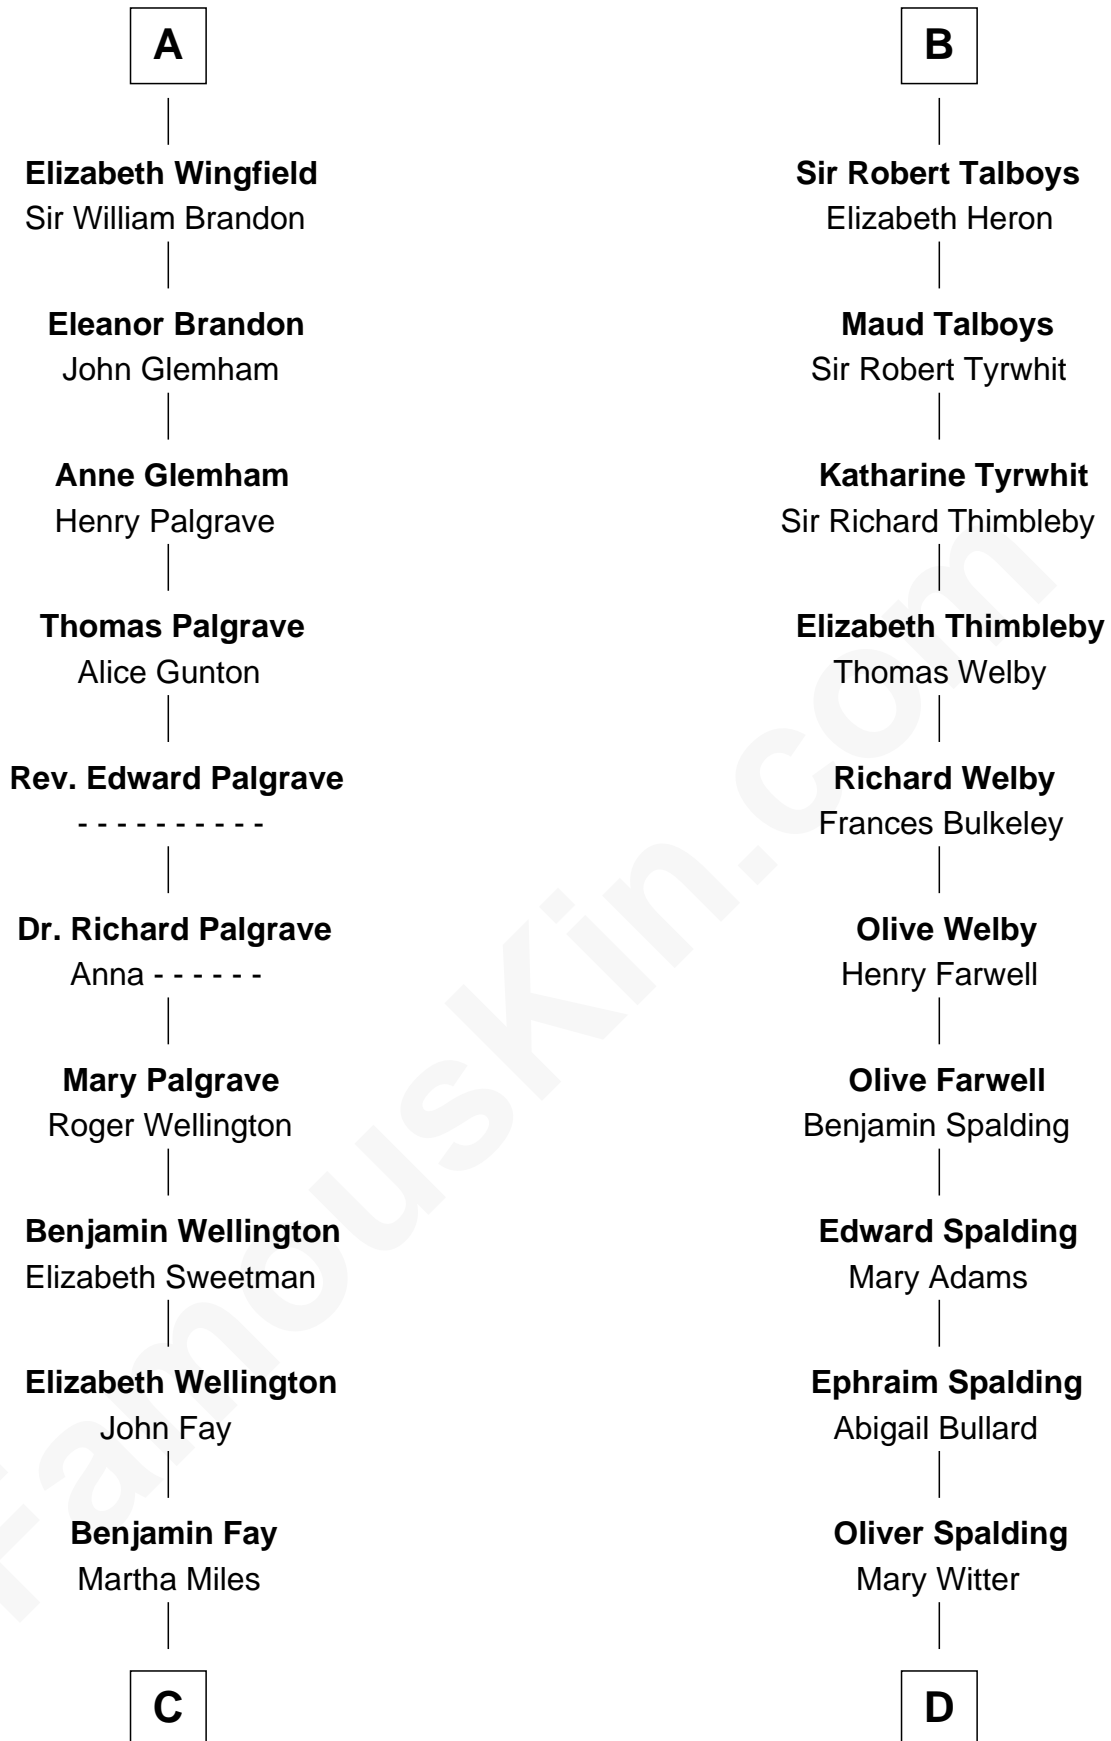 A
Elizabeth Wingfield
Sir William Brandon
Eleanor Brandon
John Glemham
Anne Glemham
Henry Palgrave
Thomas Palgrave
Alice Gunton
Rev. Edward Palgrave
- - - - - - - - - -
Dr. Richard Palgrave
Anna - - - - - -
Mary Palgrave
Roger Wellington
Benjamin Wellington
Elizabeth Sweetman
Elizabeth Wellington
John Fay
Benjamin Fay
Martha Miles
C
B
Sir Robert Talboys
Elizabeth Heron
Maud Talboys
Sir Robert Tyrwhit
Katharine Tyrwhit
Sir Richard Thimbleby
Elizabeth Thimbleby
Thomas Welby
Richard Welby
Frances Bulkeley
Olive Welby
Henry Farwell
Olive Farwell
Benjamin Spalding
Edward Spalding
Mary Adams
Ephraim Spalding
Abigail Bullard
Oliver Spalding
Mary Witter
D
FamousKin.com